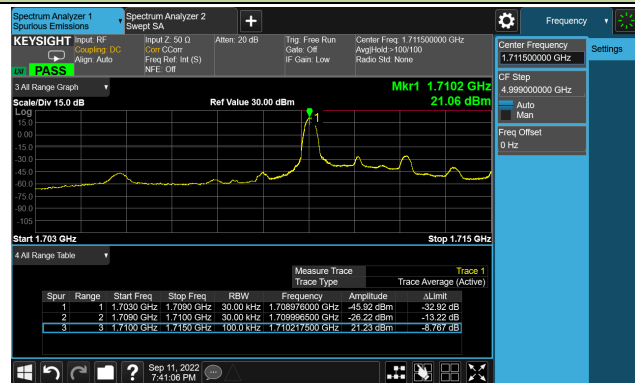 Spectrum Analyzer 1
Spurious Emissions
Spectrum Analyzer 2
Swept SA
Frequency
KEYSIGHT
Input: RF
Coupling: DC
Align: Auto
Input Z: 50 Ω
Corr CCorr
Freq Ref: Int (S)
NFE: Off
Atten: 20 dB
Trig: Free Run
Gate: Off
IF Gain: Low
Center Freq: 1.711500000 GHz
Avg|Hold:>100/100
Radio Std: None
LXI PASS
Center Frequency
1.711500000 GHz
Settings
CF Step
4.999000000 GHz
Auto
Man
Freq Offset
0 Hz
3 All Range Graph
Mkr1 1.7102 GHz
Scale/Div 15.0 dB
Ref Value 30.00 dBm
21.06 dBm
Log
15.0
0.00
-15.0
-30.0
-45.0
-60.0
-75.0
-90.0
-105
1
Start 1.703 GHz
Stop 1.715 GHz
4 All Range Table
Measure Trace Trace 1
Trace Type Trace Average (Active)
Spur Range Start Freq Stop Freq RBW Frequency Amplitude ΔLimit
1 1 1.7030 GHz 1.7090 GHz 30.00 kHz 1.708976000 GHz -45.92 dBm -32.92 dB
2 2 1.7090 GHz 1.7100 GHz 30.00 kHz 1.709996500 GHz -26.22 dBm -13.22 dB
3 3 1.7100 GHz 1.7150 GHz 100.0 kHz 1.710217500 GHz 21.23 dBm -8.767 dB
Sep 11, 2022
7:41:06 PM